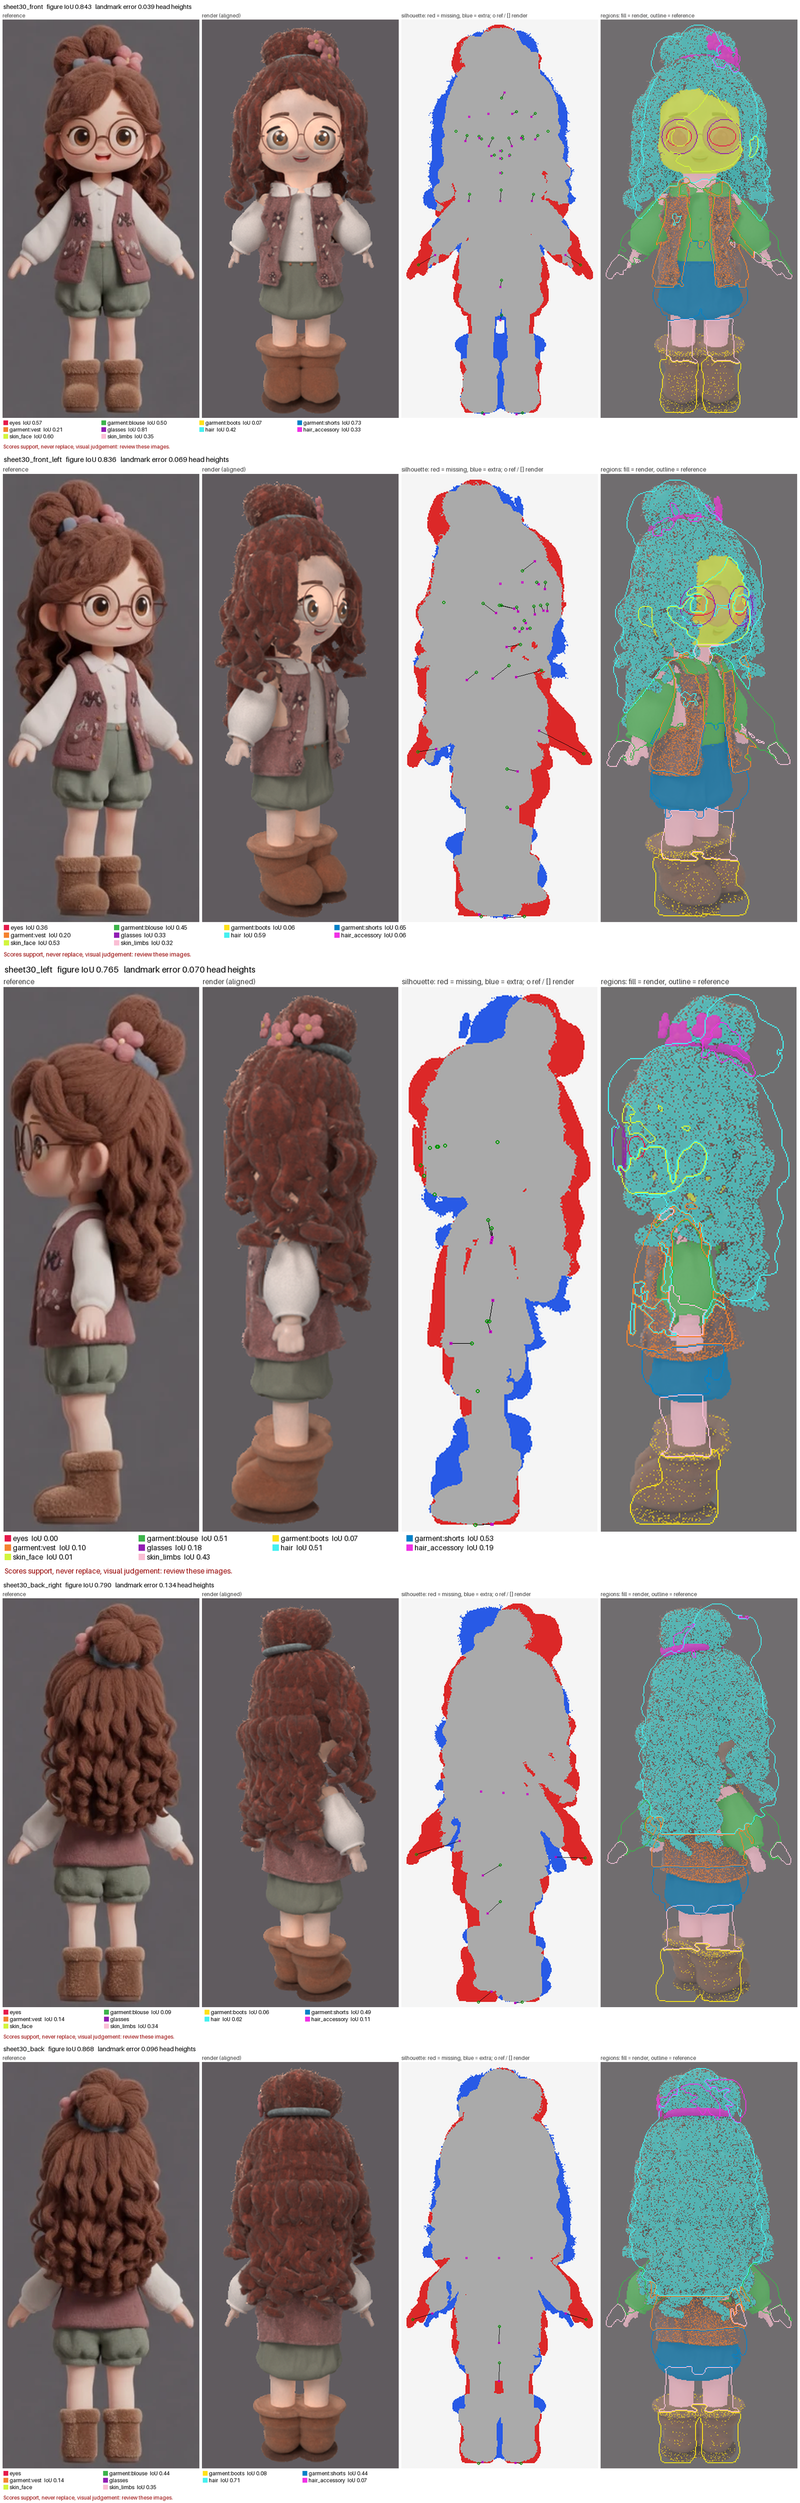 sheet30_front figure IoU 0.843 landmark error 0.039 head heights
reference
render (aligned)
silhouette: red = missing, blue = extra; o ref / [] render
regions: fill = render, outline = reference
eyes IoU 0.57
garment:blouse IoU 0.50
garment:boots IoU 0.07
garment:shorts IoU 0.73
garment:vest IoU 0.21
glasses IoU 0.81
hair IoU 0.42
hair_accessory IoU 0.33
skin_face IoU 0.60
skin_limbs IoU 0.35
Scores support, never replace, visual judgement: review these images.
sheet30_front_left figure IoU 0.836 landmark error 0.069 head heights
reference
render (aligned)
silhouette: red = missing, blue = extra; o ref / [] render
regions: fill = render, outline = reference
eyes IoU 0.36
garment:blouse IoU 0.45
garment:boots IoU 0.06
garment:shorts IoU 0.65
garment:vest IoU 0.20
glasses IoU 0.33
hair IoU 0.59
hair_accessory IoU 0.06
skin_face IoU 0.53
skin_limbs IoU 0.32
Scores support, never replace, visual judgement: review these images.
sheet30_left figure IoU 0.765 landmark error 0.070 head heights
reference
render (aligned)
silhouette: red = missing, blue = extra; o ref / [] render
regions: fill = render, outline = reference
eyes IoU 0.00
garment:blouse IoU 0.51
garment:boots IoU 0.07
garment:shorts IoU 0.53
garment:vest IoU 0.10
glasses IoU 0.18
hair IoU 0.51
hair_accessory IoU 0.19
skin_face IoU 0.01
skin_limbs IoU 0.43
Scores support, never replace, visual judgement: review these images.
sheet30_back_right figure IoU 0.790 landmark error 0.134 head heights
reference
render (aligned)
silhouette: red = missing, blue = extra; o ref / [] render
regions: fill = render, outline = reference
eyes
garment:blouse IoU 0.09
garment:boots IoU 0.06
garment:shorts IoU 0.49
garment:vest IoU 0.14
glasses
hair IoU 0.62
hair_accessory IoU 0.11
skin_face
skin_limbs IoU 0.34
Scores support, never replace, visual judgement: review these images.
sheet30_back figure IoU 0.868 landmark error 0.096 head heights
reference
render (aligned)
silhouette: red = missing, blue = extra; o ref / [] render
regions: fill = render, outline = reference
eyes
garment:blouse IoU 0.44
garment:boots IoU 0.08
garment:shorts IoU 0.44
garment:vest IoU 0.14
glasses
hair IoU 0.71
hair_accessory IoU 0.07
skin_face
skin_limbs IoU 0.35
Scores support, never replace, visual judgement: review these images.